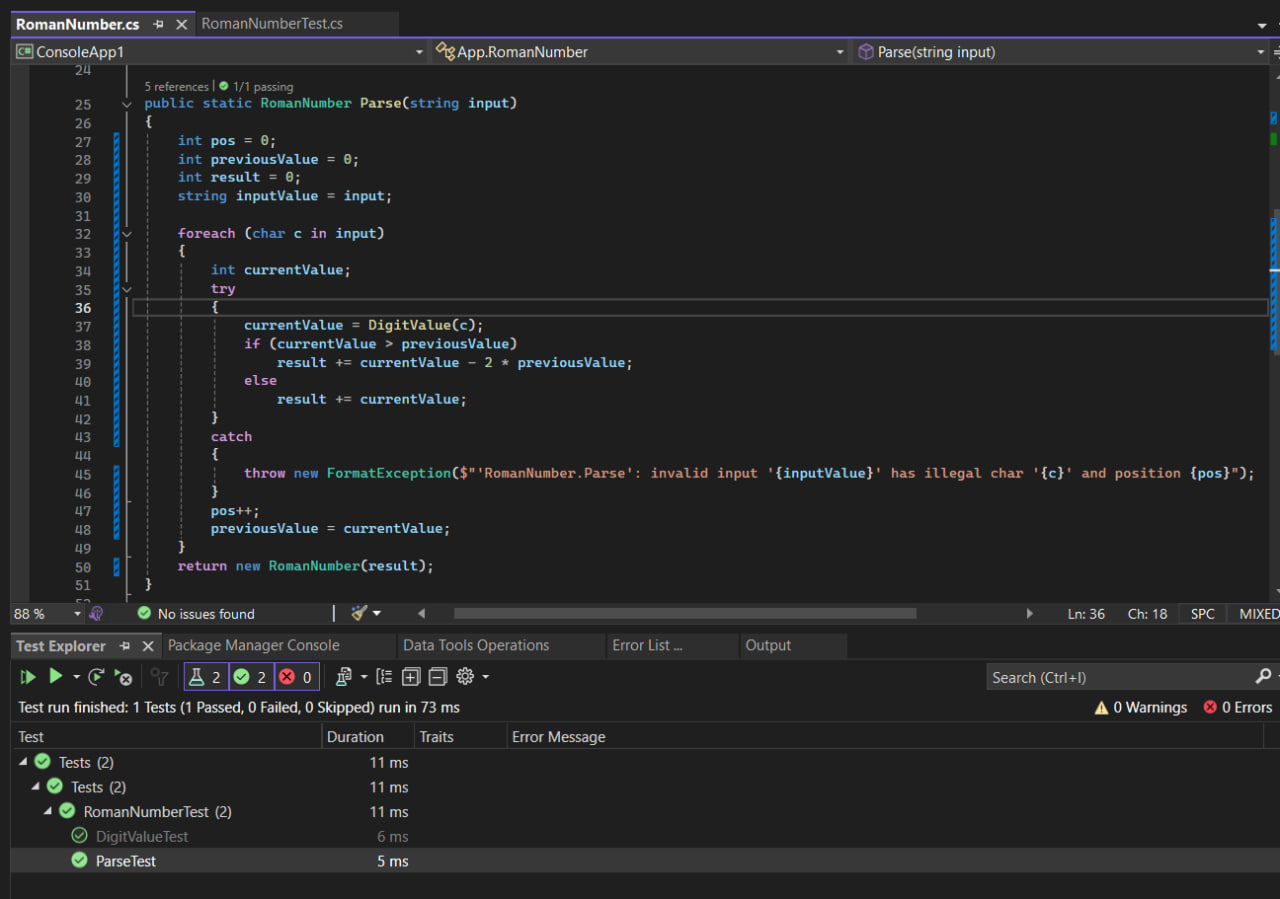 RomanNumber.cs RomanNumberTest.cs
C# ConsoleApp1 App.RomanNumber Parse(string input)
24
5 references | 1/1 passing
25 public static RomanNumber Parse(string input)
26 {
27 int pos = 0;
28 int previousValue = 0;
29 int result = 0;
30 string inputValue = input;
31
32 foreach (char c in input)
33 {
34 int currentValue;
35 try
36 {
37 currentValue = DigitValue(c);
38 if (currentValue > previousValue)
39 result += currentValue - 2 * previousValue;
40 else
41 result += currentValue;
42 }
43 catch
44 {
45 throw new FormatException($"'RomanNumber.Parse': invalid input '{inputValue}' has illegal char '{c}' and position {pos}");
46 }
47 pos++;
48 previousValue = currentValue;
49 }
50 return new RomanNumber(result);
51 }
88 % No issues found Ln: 36 Ch: 18 SPC MIXED
Test Explorer Package Manager Console Data Tools Operations Error List ... Output
2 2 0 Search (Ctrl+I)
Test run finished: 1 Tests (1 Passed, 0 Failed, 0 Skipped) run in 73 ms 0 Warnings 0 Errors
Test Duration Traits Error Message
Tests (2) 11 ms
Tests (2) 11 ms
RomanNumberTest (2) 11 ms
DigitValueTest 6 ms
ParseTest 5 ms